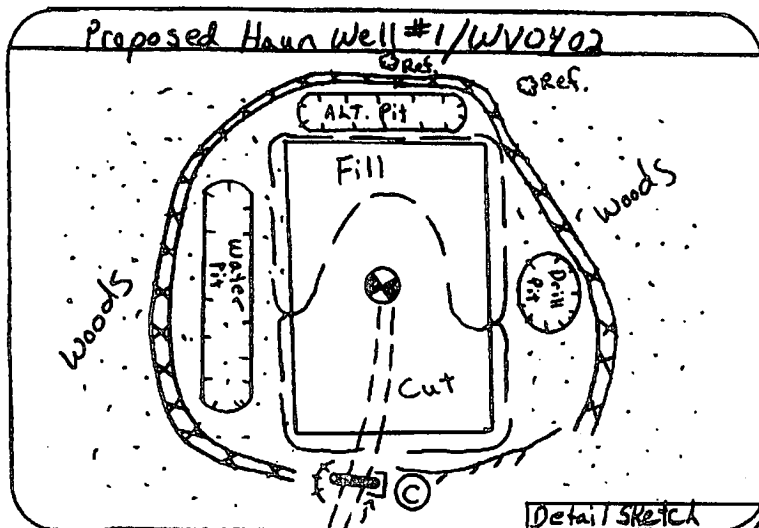 Proposed Haun Well #1/WV0402
Ref.
Ref.
ALT. Pit
Fill
Woods
Woods
Water Pit
Drill Pit
Cut
C
Detail Sketch